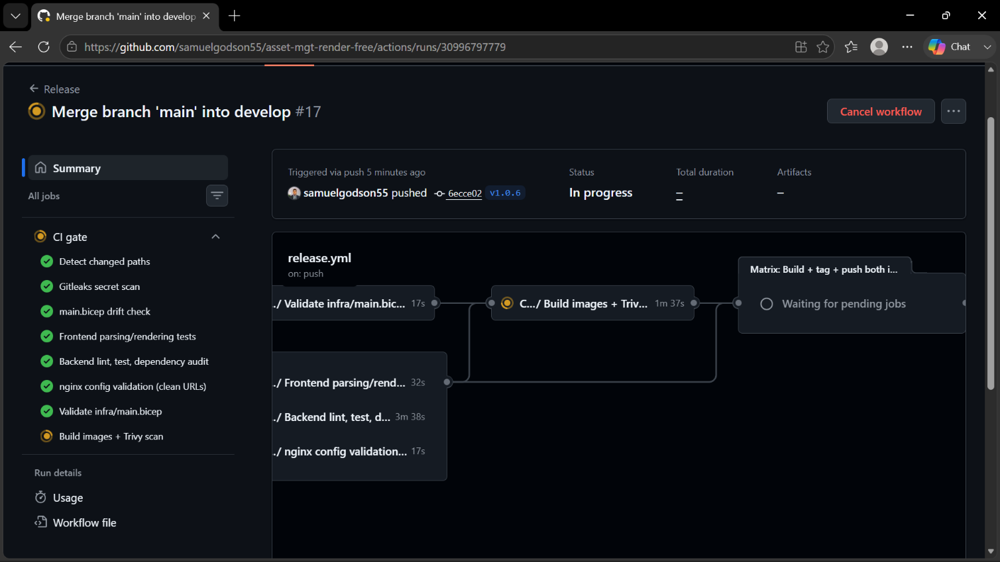 Merge branch 'main' into develop
https://github.com/samuelgodson55/asset-mgt-render-free/actions/runs/30996797779
Chat
Release
Merge branch 'main' into develop #17
Cancel workflow
Summary
All jobs
CI gate
Detect changed paths
Gitleaks secret scan
main.bicep drift check
Frontend parsing/rendering tests
Backend lint, test, dependency audit
nginx config validation (clean URLs)
Validate infra/main.bicep
Build images + Trivy scan
Run details
Usage
Workflow file
Triggered via push 5 minutes ago
samuelgodson55 pushed 6ecce02 v1.0.6
Status
In progress
Total duration
–
Artifacts
–
release.yml
on: push
./ Validate infra/main.bic... 17s
C.../ Build images + Triv... 1m 37s
Matrix: Build + tag + push both i...
Waiting for pending jobs
./ Frontend parsing/rend... 32s
./ Backend lint, test, d... 3m 38s
./ nginx config validation... 17s